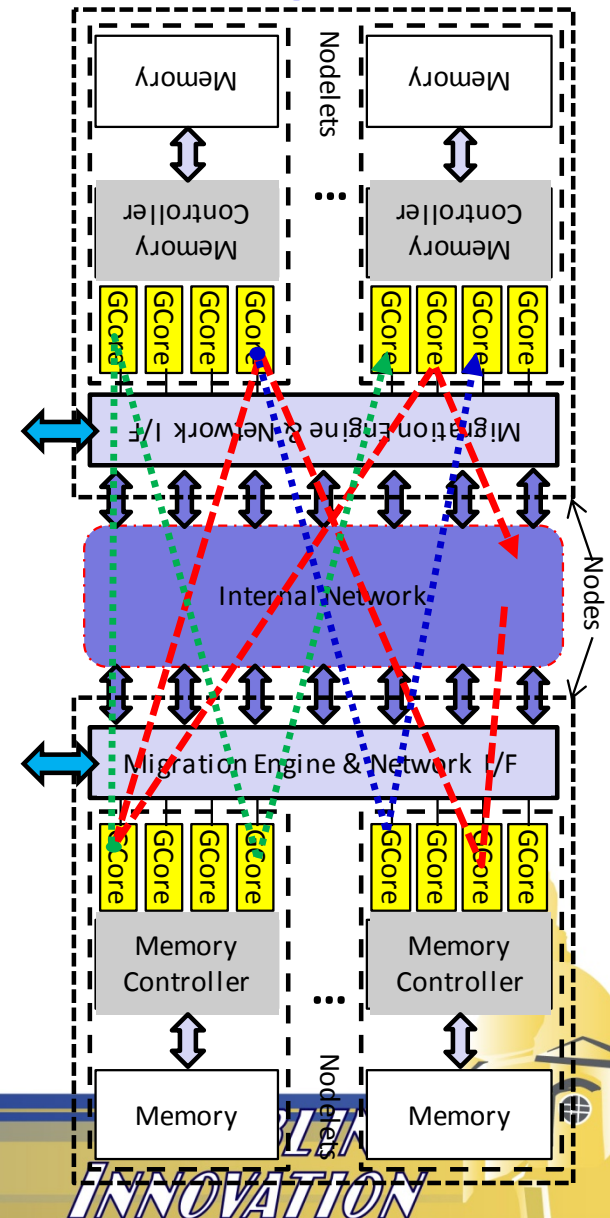 Memory
Nodelets
Memory
Memory
Controller
...
Memory
Controller
GCore
GCore
GCore
GCore
GCore
GCore
GCore
GCore
Migration Engine & Network I/F
Internal Network
Nodes
Migration Engine & Network I/F
GCore
GCore
GCore
GCore
GCore
GCore
GCore
GCore
Memory
Controller
...
Memory
Controller
Memory
Nodelets
Memory
INNOVATION